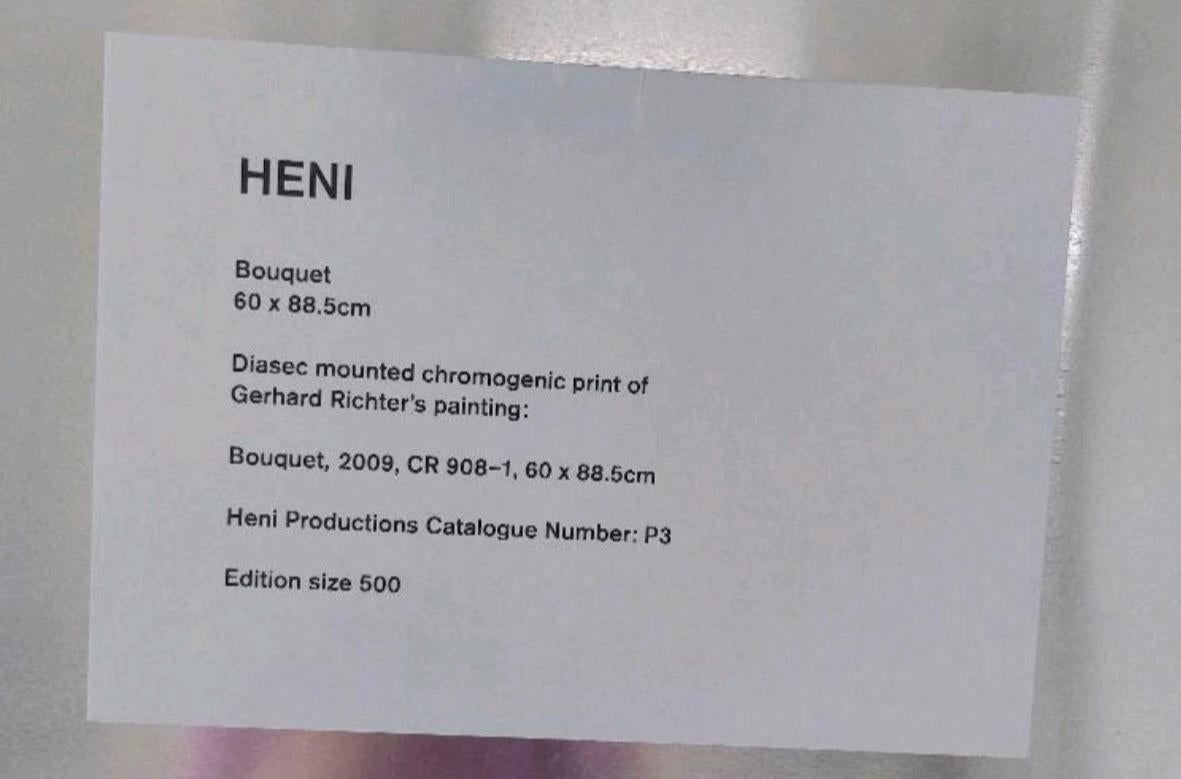 HENI
Bouquet
60 x 88.5cm
Diasec mounted chromogenic print of
Gerhard Richter's painting:
Bouquet, 2009, CR 908–1, 60 x 88.5cm
Heni Productions Catalogue Number: P3
Edition size 500